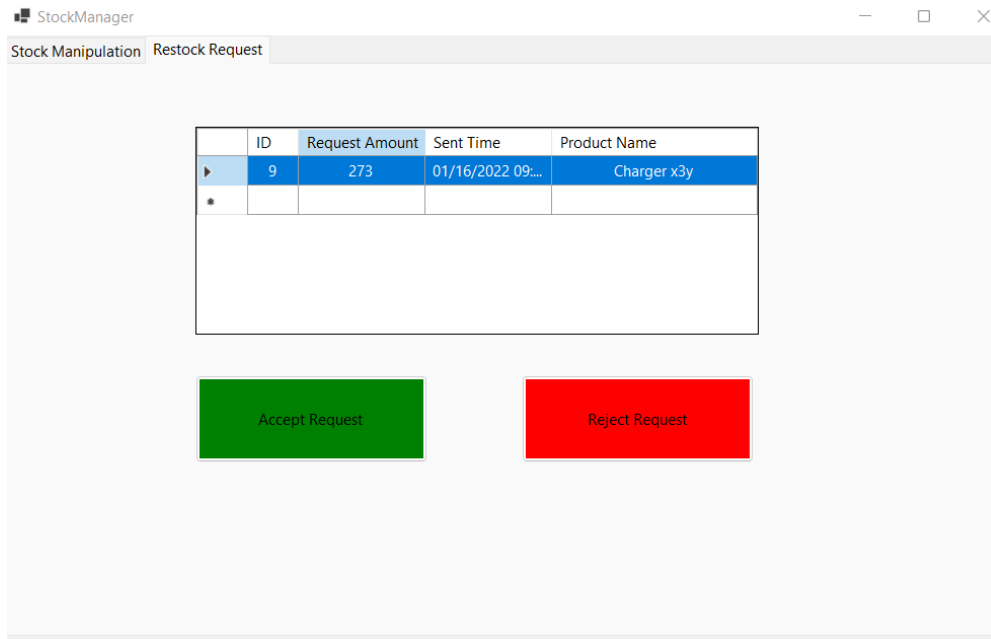 StockManager
Stock Manipulation Restock Request
ID Request Amount Sent Time Product Name
9 273 01/16/2022 09:... Charger x3y
Accept Request Reject Request